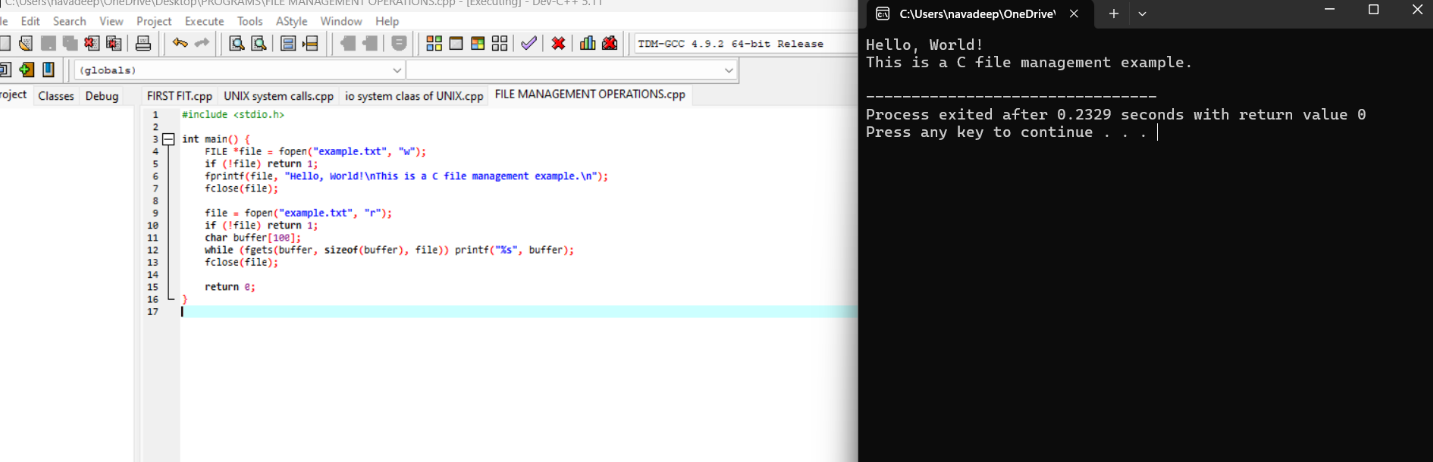 C:\Users\navadeep\OneDrive\Desktop\PROGRAMS\FILE MANAGEMENT OPERATIONS.cpp - [Executing] - Dev-C++ 5.11
Edit Search View Project Execute Tools AStyle Window Help
TDM-GCC 4.9.2 64-bit Release
(globals)
roject Classes Debug
FIRST FIT.cpp UNIX system calls.cpp io system claas of UNIX.cpp FILE MANAGEMENT OPERATIONS.cpp
1 #include <stdio.h>
2
3 int main() {
4 FILE *file = fopen("example.txt", "w");
5 if (!file) return 1;
6 fprintf(file, "Hello, World!\nThis is a C file management example.\n");
7 fclose(file);
8
9 file = fopen("example.txt", "r");
10 if (!file) return 1;
11 char buffer[100];
12 while (fgets(buffer, sizeof(buffer), file)) printf("%s", buffer);
13 fclose(file);
14
15 return 0;
16 }
17
C:\Users\navadeep\OneDrive\
Hello, World!
This is a C file management example.
--------------------------------
Process exited after 0.2329 seconds with return value 0
Press any key to continue . . .